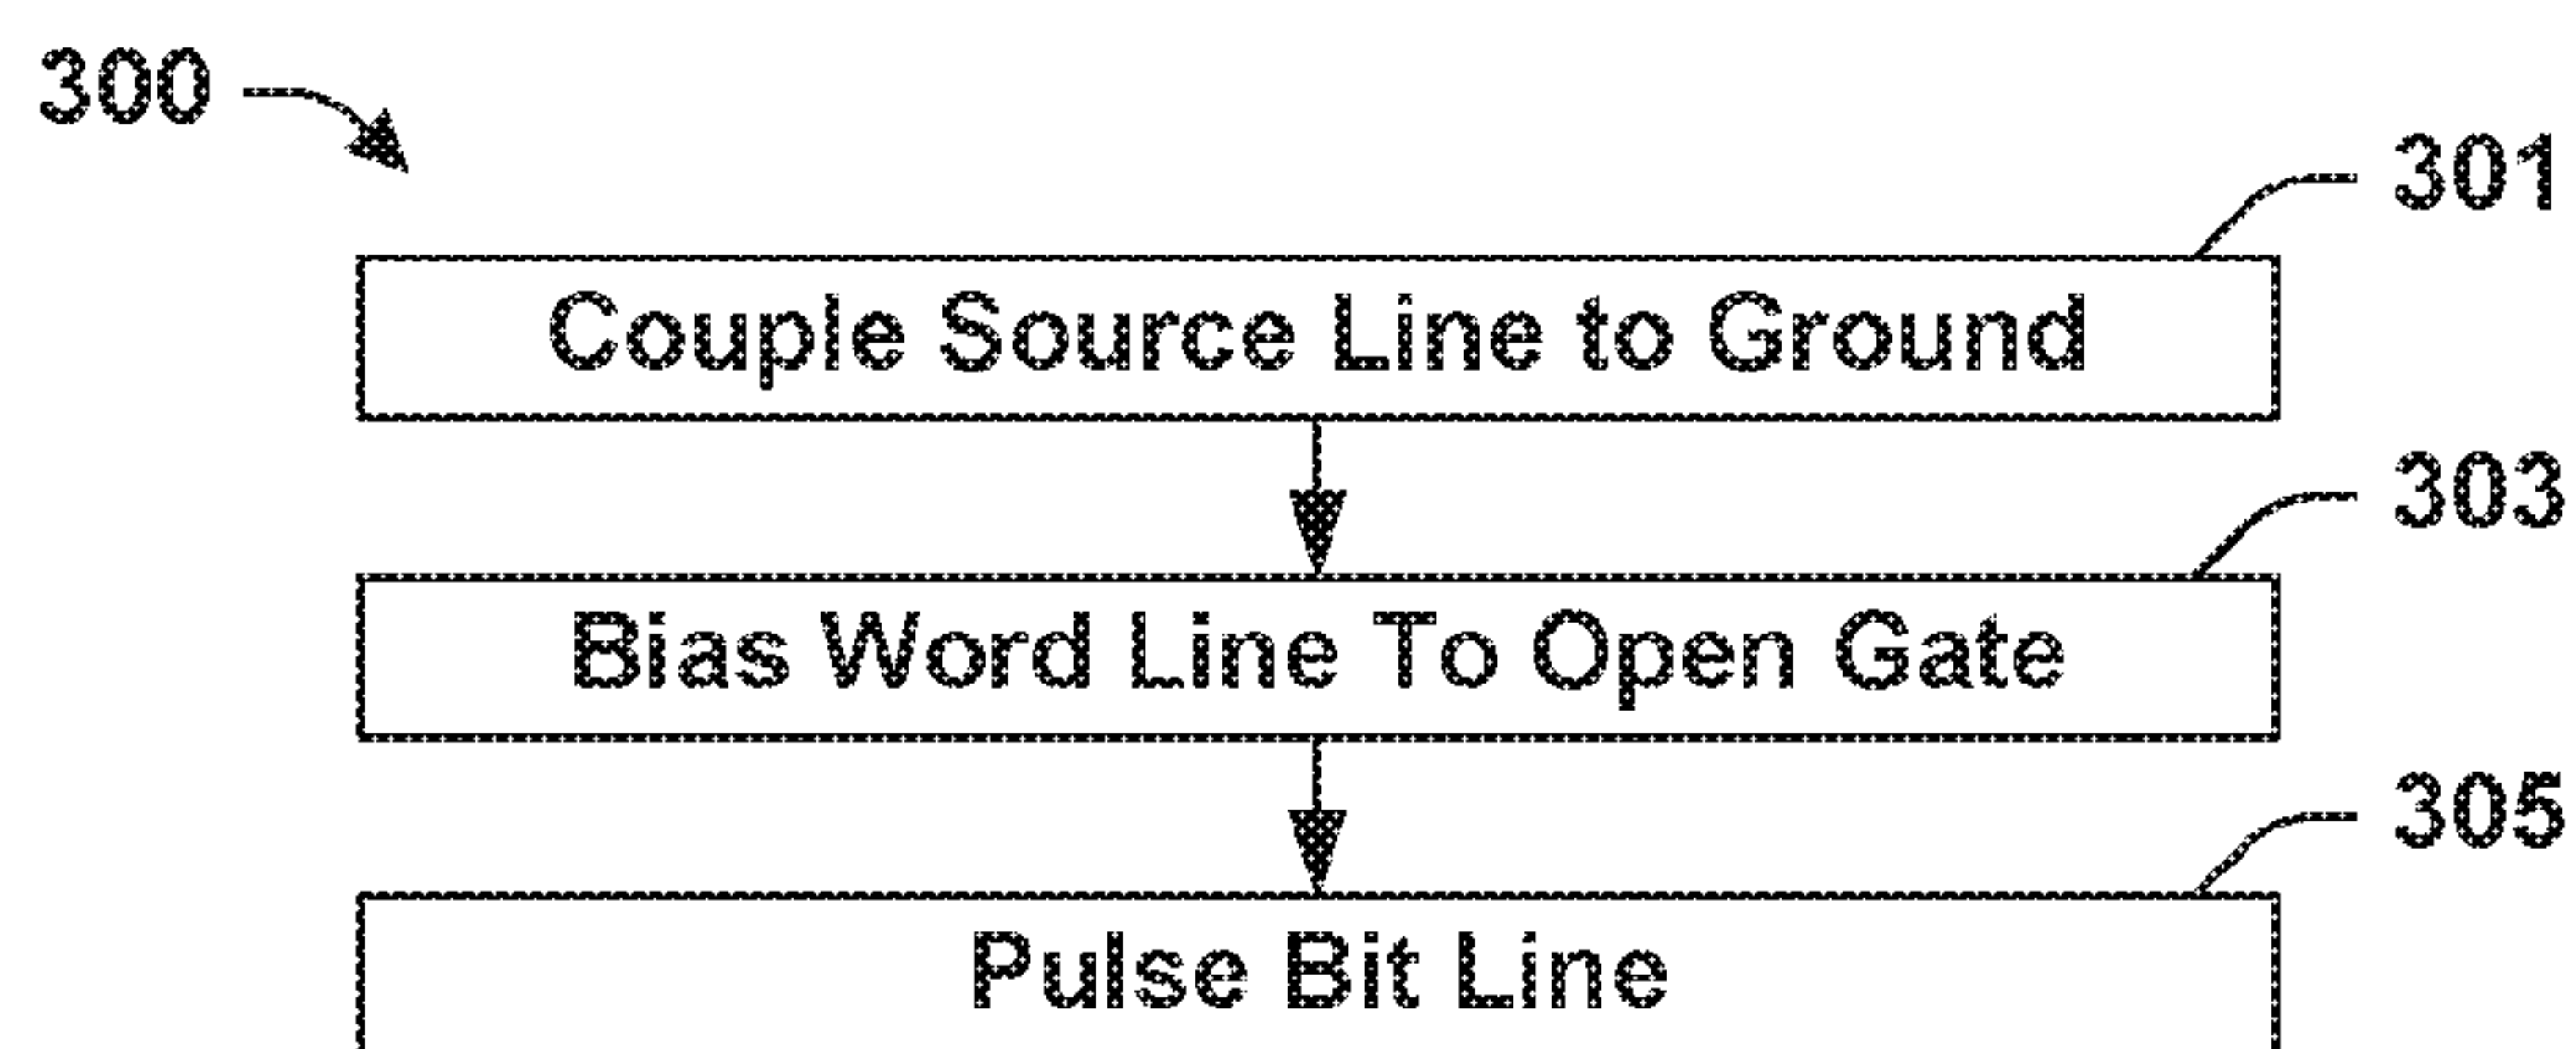 300
301
Couple Source Line to Ground
303
Bias Word Line To Open Gate
305
Pulse Bit Line